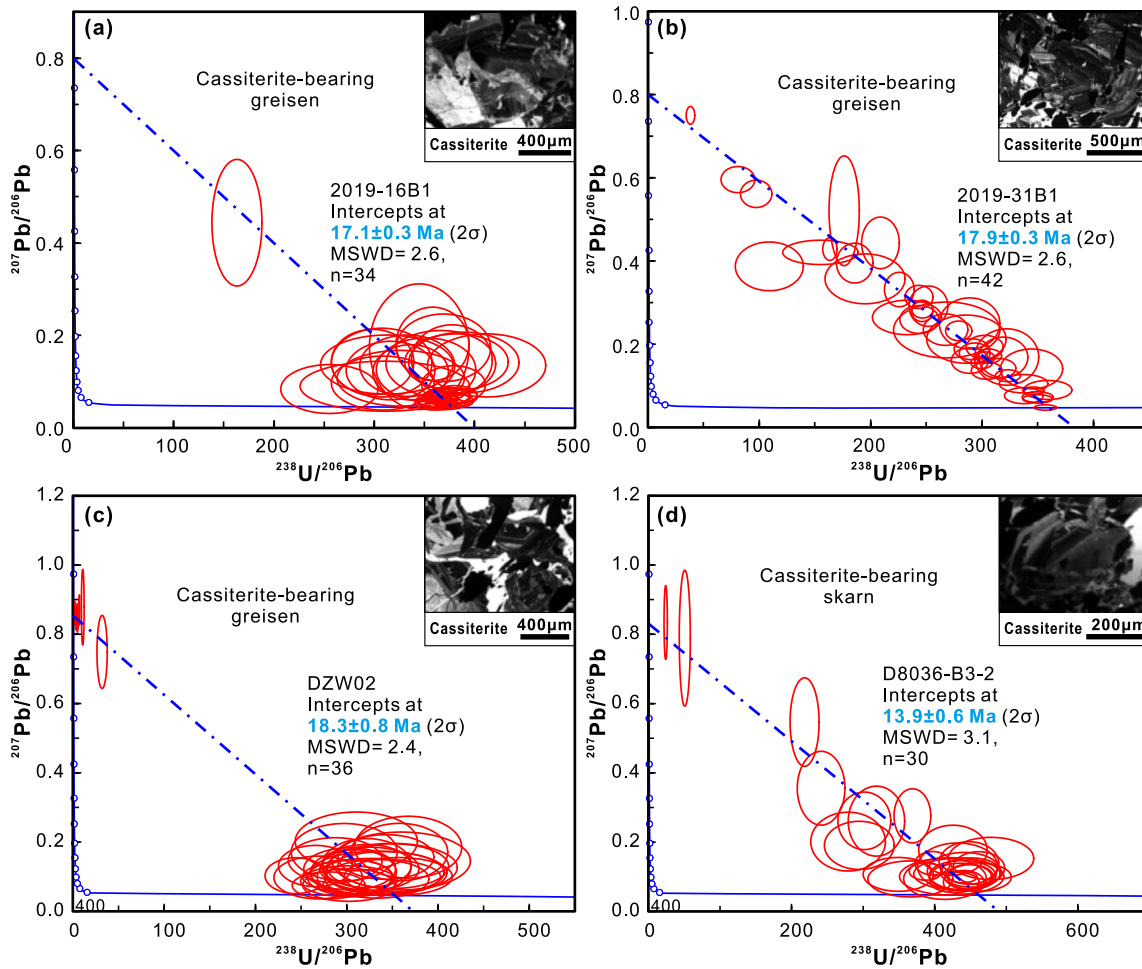 (a)
Cassiterite-bearing
greisen
Cassiterite 400μm
2019-16B1
Intercepts at
17.1±0.3 Ma (2σ)
MSWD= 2.6,
n=34
207Pb/206Pb
0.8
0.6
0.4
0.2
0.0
0 100 200 300 400 500
238U/206Pb
(b)
Cassiterite-bearing
greisen
Cassiterite 500μm
2019-31B1
Intercepts at
17.9±0.3 Ma (2σ)
MSWD= 2.6,
n=42
207Pb/206Pb
1.0
0.8
0.6
0.4
0.2
0.0
0 100 200 300 400
238U/206Pb
(c)
Cassiterite-bearing
greisen
Cassiterite 400μm
DZW02
Intercepts at
18.3±0.8 Ma (2σ)
MSWD= 2.4,
n=36
207Pb/206Pb
1.2
1.0
0.8
0.6
0.4
0.2
0.0
400
0 100 200 300 400 500
238U/206Pb
(d)
Cassiterite-bearing
skarn
Cassiterite 200μm
D8036-B3-2
Intercepts at
13.9±0.6 Ma (2σ)
MSWD= 3.1,
n=30
207Pb/206Pb
1.2
1.0
0.8
0.6
0.4
0.2
0.0
400
0 200 400 600
238U/206Pb